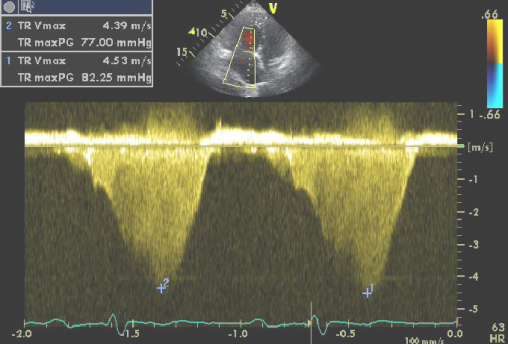 2 TR Vmax 4.39 m/s
TR maxPG 77.00 mmHg
1 TR Vmax 4.53 m/s
TR maxPG 82.25 mmHg
V
5
10
15
.66
-.66
1
[m/s]
-1
-2
-3
-4
-5
2
1
-2.0 -1.0 -0.5 0.0
100 mm/s
63
HR